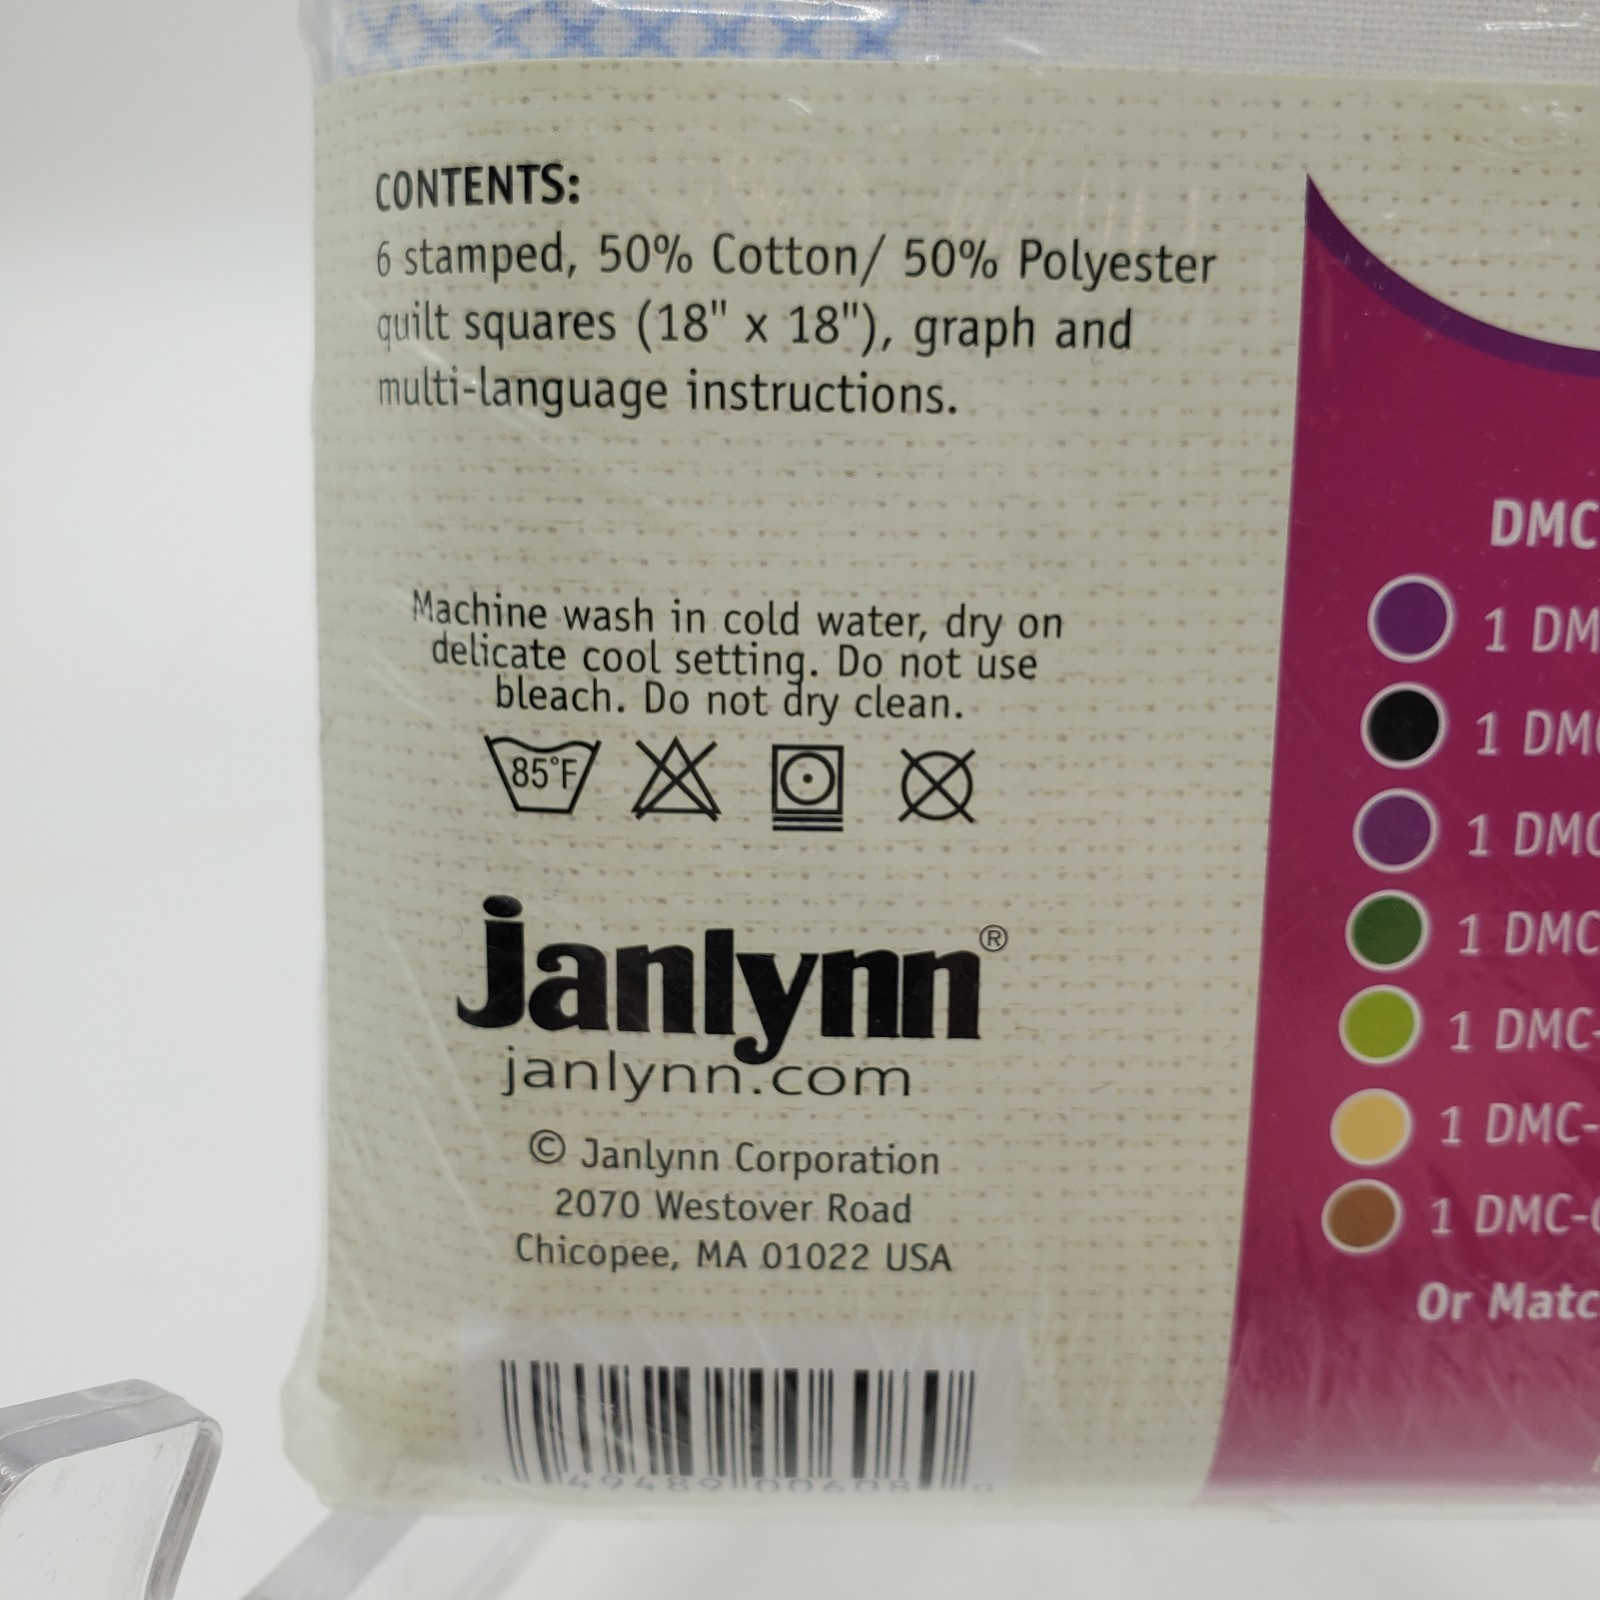 CONTENTS:
6 stamped, 50% Cotton/ 50% Polyester
quilt squares (18" x 18"), graph and
multi-language instructions.
Machine wash in cold water, dry on
delicate cool setting. Do not use
bleach. Do not dry clean.
85°F
janlynn®
janlynn.com
© Janlynn Corporation
2070 Westover Road
Chicopee, MA 01022 USA
49489 00608
DMC
1 DM
1 DMC
1 DMC
1 DMC
1 DMC-
1 DMC-
1 DMC-
Or Matc